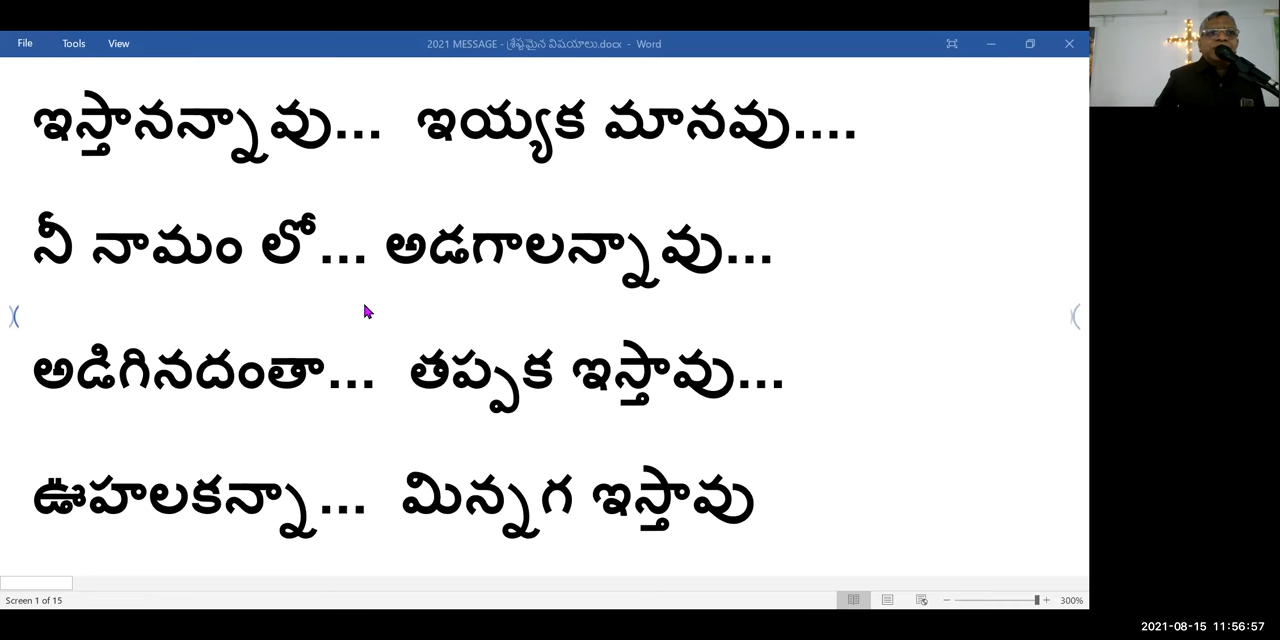 File Tools View 2021 MESSAGE - శ్రేష్ఠమైన విషయాలు.docx - Word
ఇస్తానన్నావు... ఇయ్యక మానవు....
నీ నామం లో... అడగాలన్నావు...
అడిగినదంతా... తప్పక ఇస్తావు...
ఊహలకన్నా... మిన్నగ ఇస్తావు
Screen 1 of 15 300%
2021-08-15 11:56:57